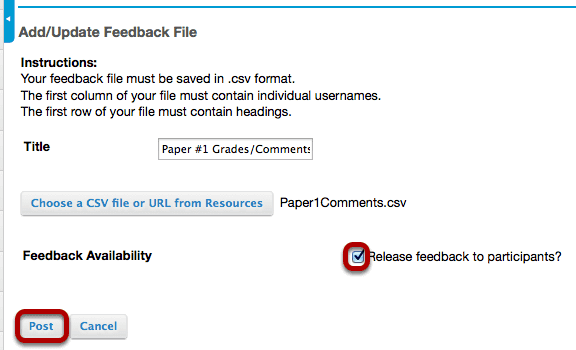 Add/Update Feedback File
Instructions:
Your feedback file must be saved in .csv format.
The first column of your file must contain individual usernames.
The first row of your file must contain headings.
Title Paper #1 Grades/Comments
Choose a CSV file or URL from Resources Paper1Comments.csv
Feedback Availability Release feedback to participants?
Post Cancel